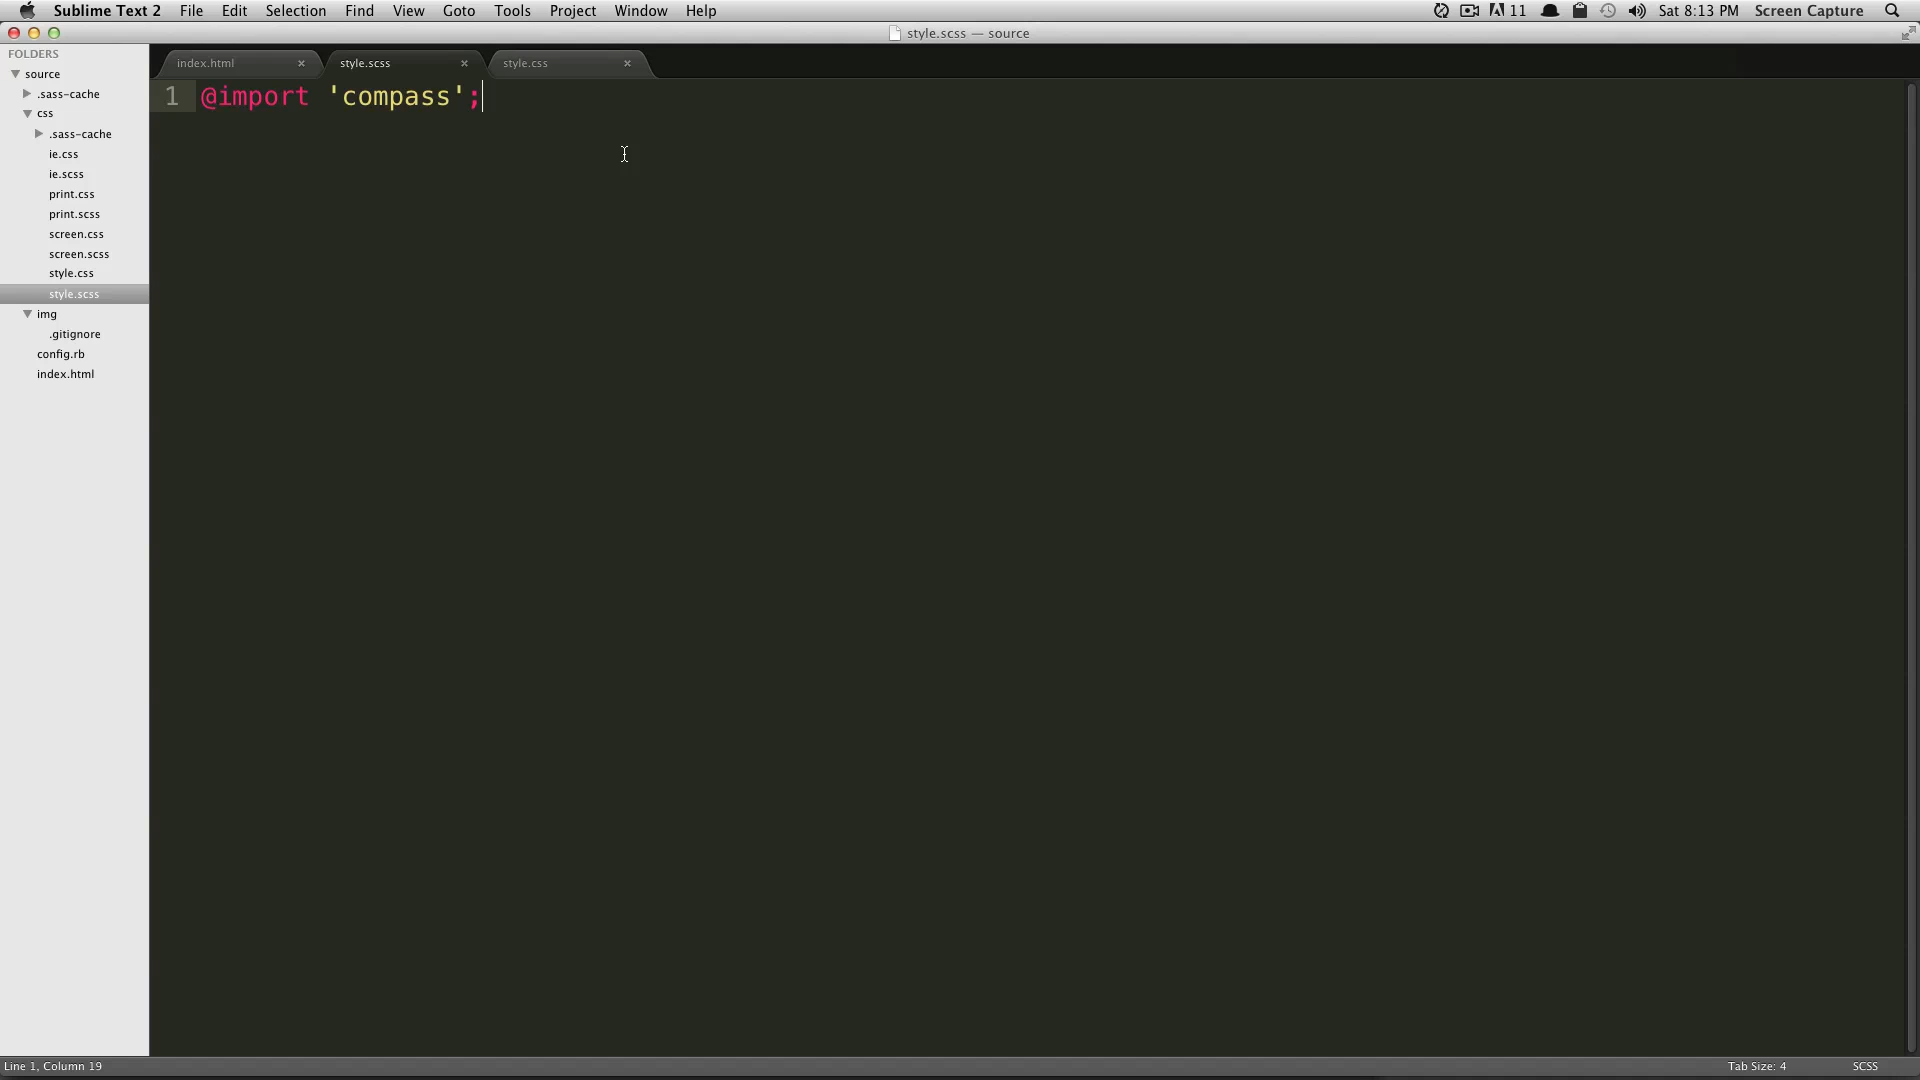 Sublime Text 2 File Edit Selection Find View Goto Tools Project Window Help 11 Sat 8:13 PM Screen Capture
style.scss — source
FOLDERS
source
.sass-cache
css
.sass-cache
ie.css
ie.scss
print.css
print.scss
screen.css
screen.scss
style.css
style.scss
img
.gitignore
config.rb
index.html
index.html × style.scss × style.css ×
1 @import 'compass';
Line 1, Column 19 Tab Size: 4 SCSS